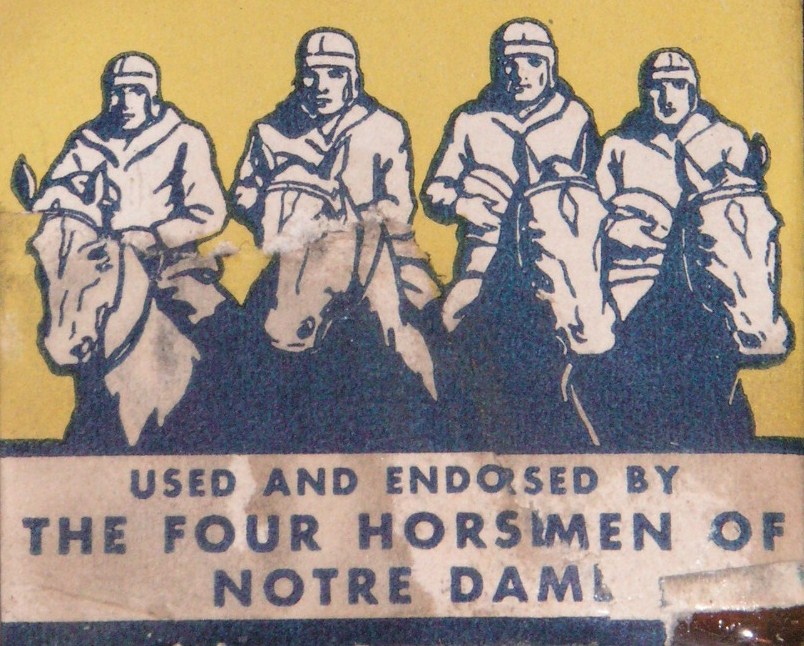 USED AND ENDORSED BY
THE FOUR HORSEMEN OF
NOTRE DAME